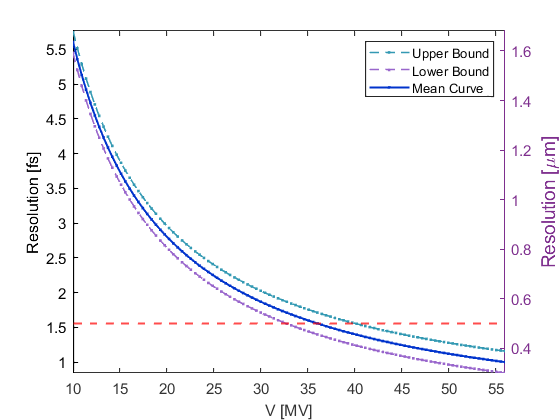 Resolution [fs]
5.5
5
4.5
4
3.5
3
2.5
2
1.5
1
10 15 20 25 30 35 40 45 50 55
V [MV]
1.6
1.4
1.2
1
0.8
0.6
0.4
Resolution [μm]
Upper Bound
Lower Bound
Mean Curve